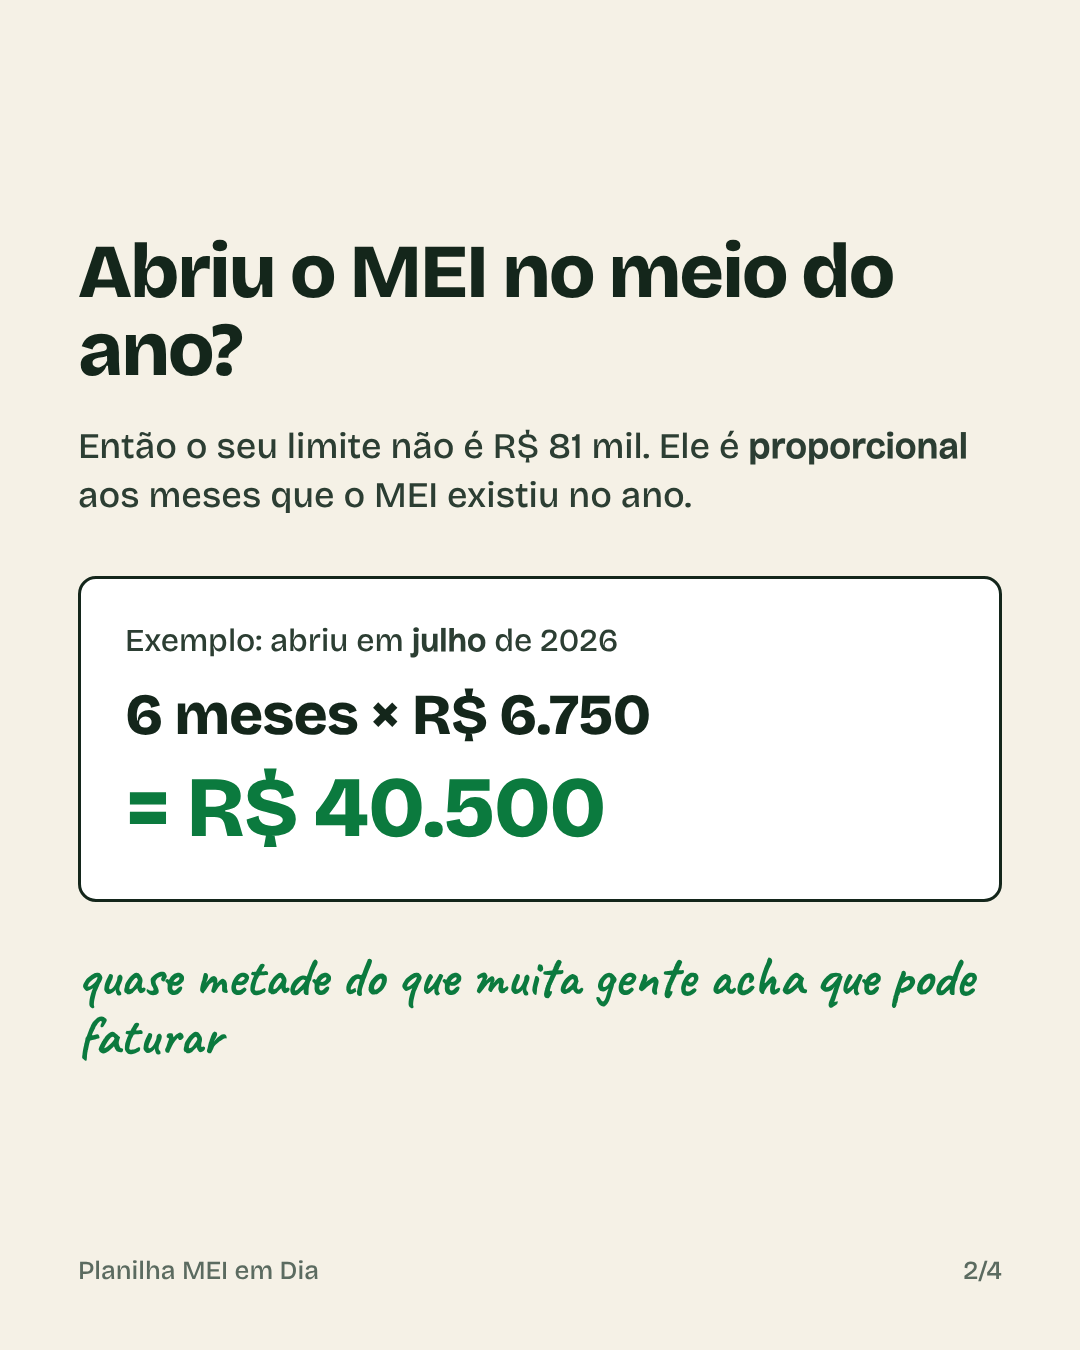 Abriu o MEI no meio do
ano?
Então o seu limite não é R$ 81 mil. Ele é proporcional
aos meses que o MEI existiu no ano.
Exemplo: abriu em julho de 2026
6 meses × R$ 6.750
= R$ 40.500
quase metade do que muita gente acha que pode
faturar
Planilha MEI em Dia
2/4